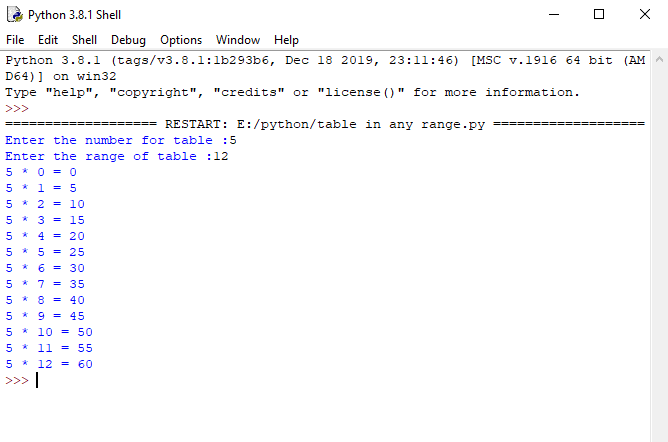 Python 3.8.1 Shell
File Edit Shell Debug Options Window Help
Python 3.8.1 (tags/v3.8.1:1b293b6, Dec 18 2019, 23:11:46) [MSC v.1916 64 bit (AM
D64)] on win32
Type "help", "copyright", "credits" or "license()" for more information.
>>>
=================== RESTART: E:/python/table in any range.py ===================
Enter the number for table :5
Enter the range of table :12
5 * 0 = 0
5 * 1 = 5
5 * 2 = 10
5 * 3 = 15
5 * 4 = 20
5 * 5 = 25
5 * 6 = 30
5 * 7 = 35
5 * 8 = 40
5 * 9 = 45
5 * 10 = 50
5 * 11 = 55
5 * 12 = 60
>>>